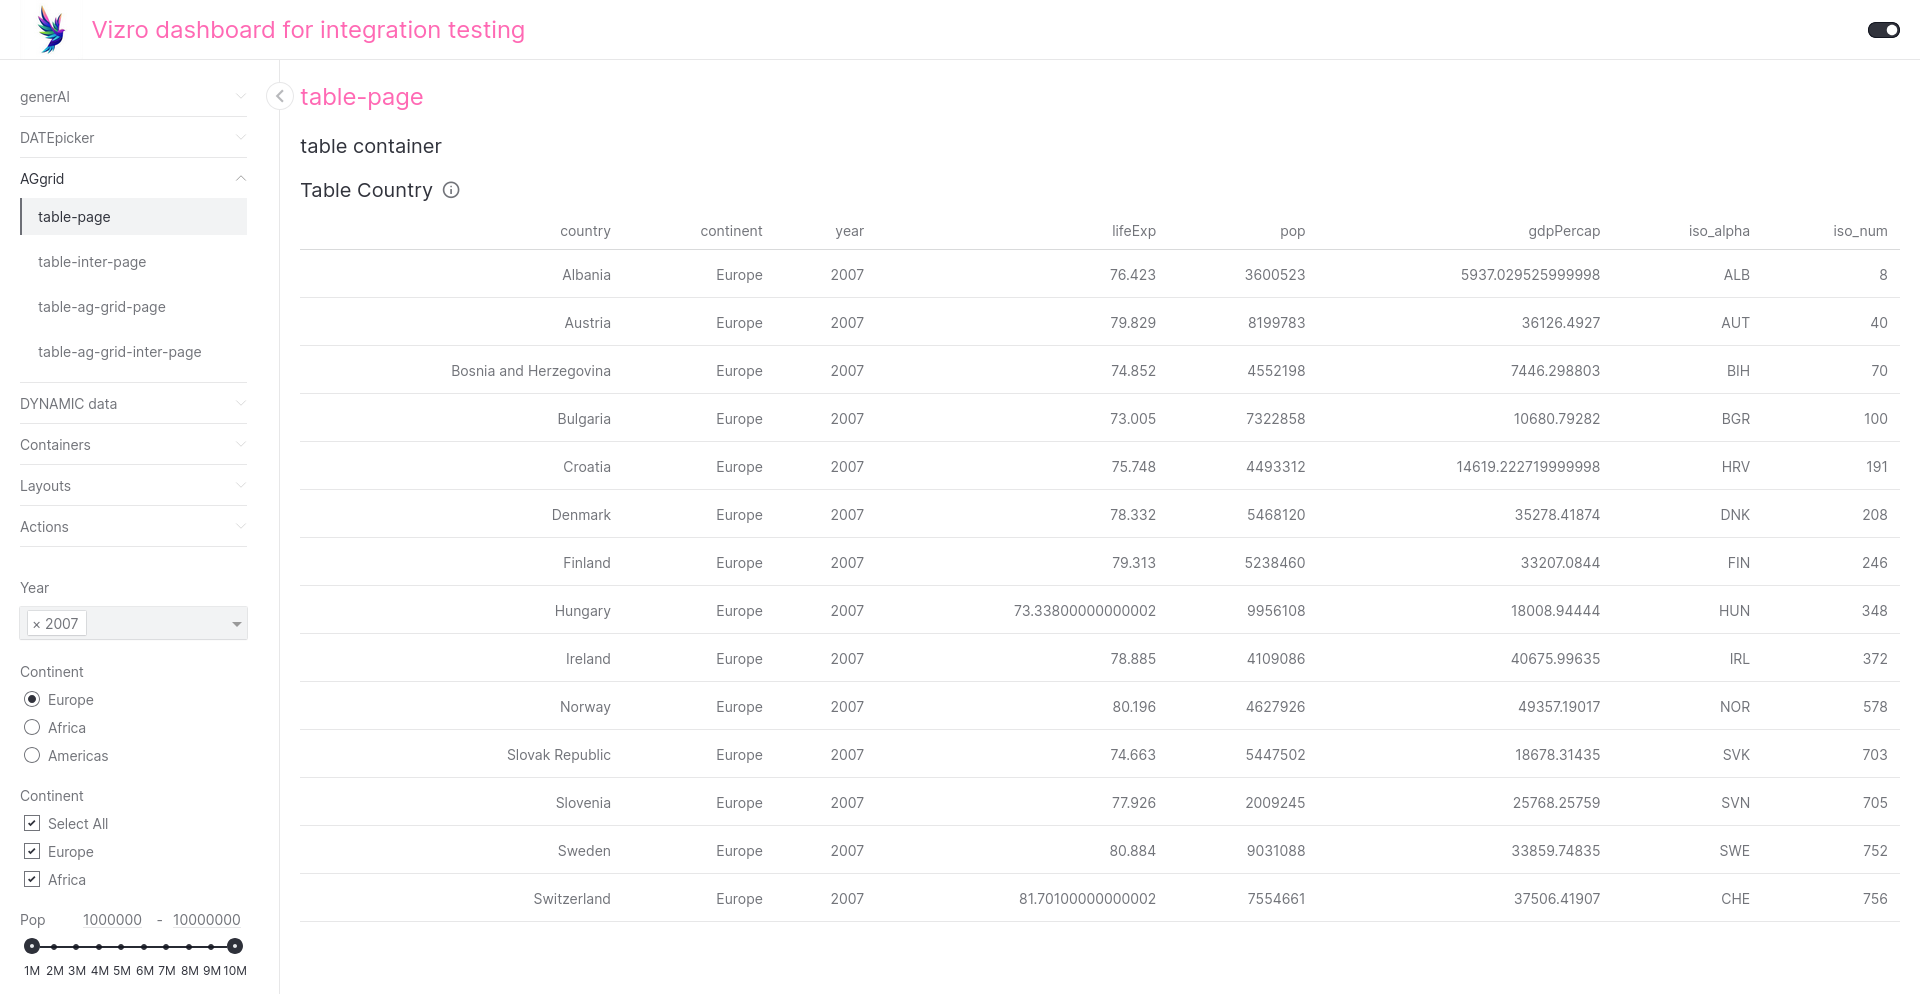 Vizro dashboard for integration testing
generAI
DATEpicker
AGgrid
table-page
table-inter-page
table-ag-grid-page
table-ag-grid-inter-page
DYNAMIC data
Containers
Layouts
Actions
Year
× 2007
Continent
Europe
Africa
Americas
Continent
Select All
Europe
Africa
Pop 1000000 - 10000000
1M 2M 3M 4M 5M 6M 7M 8M 9M 10M
table-page
table container
Table Country
country continent year lifeExp pop gdpPercap iso_alpha iso_num
Albania Europe 2007 76.423 3600523 5937.029525999998 ALB 8
Austria Europe 2007 79.829 8199783 36126.4927 AUT 40
Bosnia and Herzegovina Europe 2007 74.852 4552198 7446.298803 BIH 70
Bulgaria Europe 2007 73.005 7322858 10680.79282 BGR 100
Croatia Europe 2007 75.748 4493312 14619.222719999998 HRV 191
Denmark Europe 2007 78.332 5468120 35278.41874 DNK 208
Finland Europe 2007 79.313 5238460 33207.0844 FIN 246
Hungary Europe 2007 73.33800000000002 9956108 18008.94444 HUN 348
Ireland Europe 2007 78.885 4109086 40675.99635 IRL 372
Norway Europe 2007 80.196 4627926 49357.19017 NOR 578
Slovak Republic Europe 2007 74.663 5447502 18678.31435 SVK 703
Slovenia Europe 2007 77.926 2009245 25768.25759 SVN 705
Sweden Europe 2007 80.884 9031088 33859.74835 SWE 752
Switzerland Europe 2007 81.70100000000002 7554661 37506.41907 CHE 756